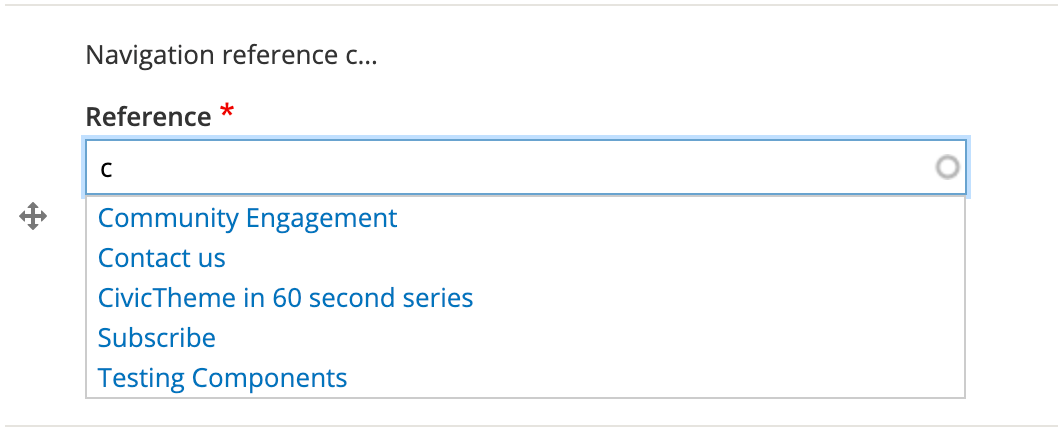 Navigation reference c...
Reference *
c
Community Engagement
Contact us
CivicTheme in 60 second series
Subscribe
Testing Components